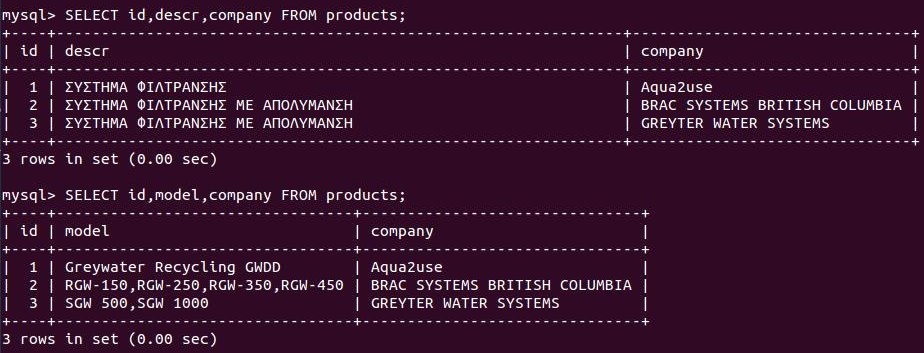 mysql> SELECT id,descr,company FROM products;
| id | descr | company |
| 1 | ΣΥΣΤΗΜΑ ΦΙΛΤΡΑΝΣΗΣ | Aqua2use |
| 2 | ΣΥΣΤΗΜΑ ΦΙΛΤΡΑΝΣΗΣ ΜΕ ΑΠΟΛΥΜΑΝΣΗ | BRAC SYSTEMS BRITISH COLUMBIA |
| 3 | ΣΥΣΤΗΜΑ ΦΙΛΤΡΑΝΣΗΣ ΜΕ ΑΠΟΛΥΜΑΝΣΗ | GREYTER WATER SYSTEMS |
3 rows in set (0.00 sec)
mysql> SELECT id,model,company FROM products;
| id | model | company |
| 1 | Greywater Recycling GWDD | Aqua2use |
| 2 | RGW-150,RGW-250,RGW-350,RGW-450 | BRAC SYSTEMS BRITISH COLUMBIA |
| 3 | SGW 500,SGW 1000 | GREYTER WATER SYSTEMS |
3 rows in set (0.00 sec)